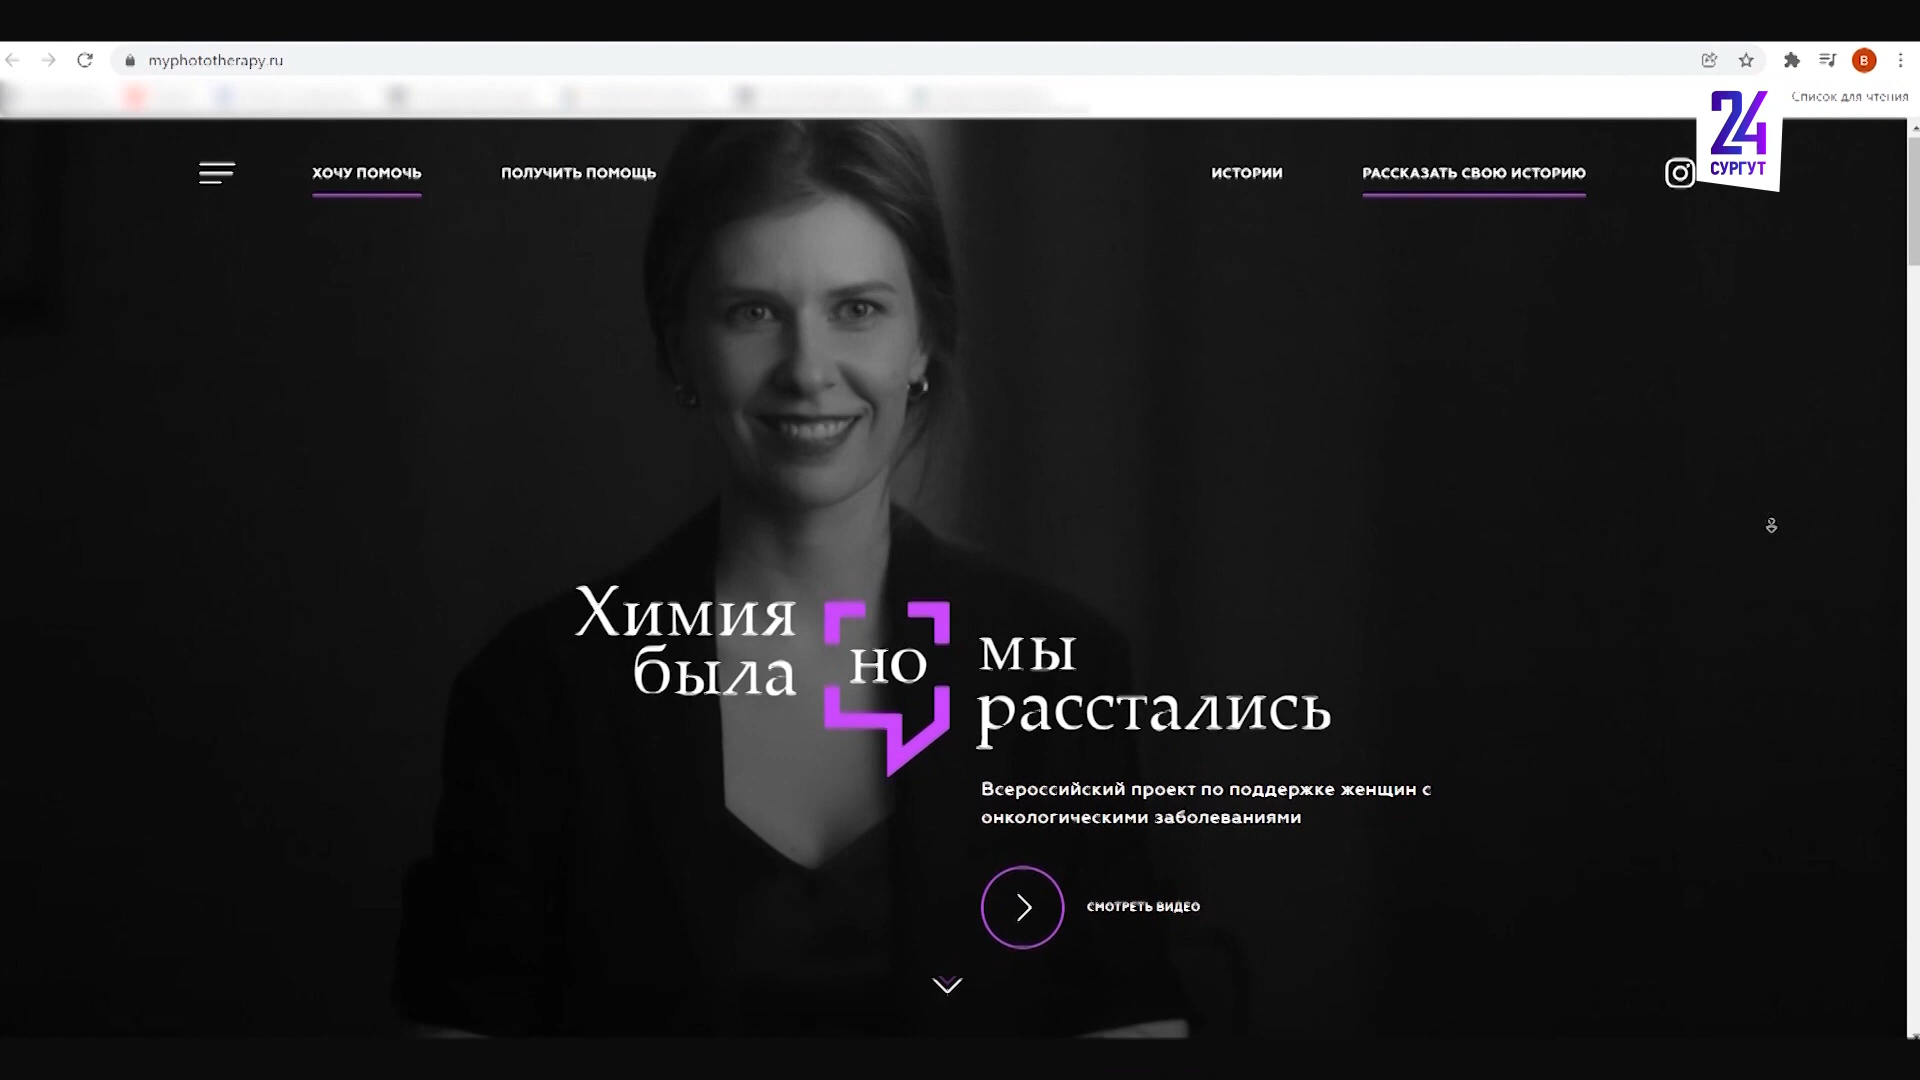 myphototherapy.ru
В
Список для чтения
24
СУРГУТ
ХОЧУ ПОМОЧЬ
ПОЛУЧИТЬ ПОМОЩЬ
ИСТОРИИ
РАССКАЗАТЬ СВОЮ ИСТОРИЮ
Химия
была
но
мы
расстались
Всероссийский проект по поддержке женщин с
онкологическими заболеваниями
СМОТРЕТЬ ВИДЕО